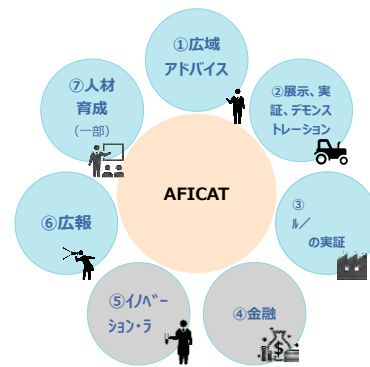 ①広域
アドバイス
②展示、実
証、デモンス
トレーション
③
ﾙ／
の実証
④金融
⑤ｲﾉﾍﾞｰ
ｼｮﾝ・ﾗ
⑥広報
⑦人材
育成
（一部）
AFICAT